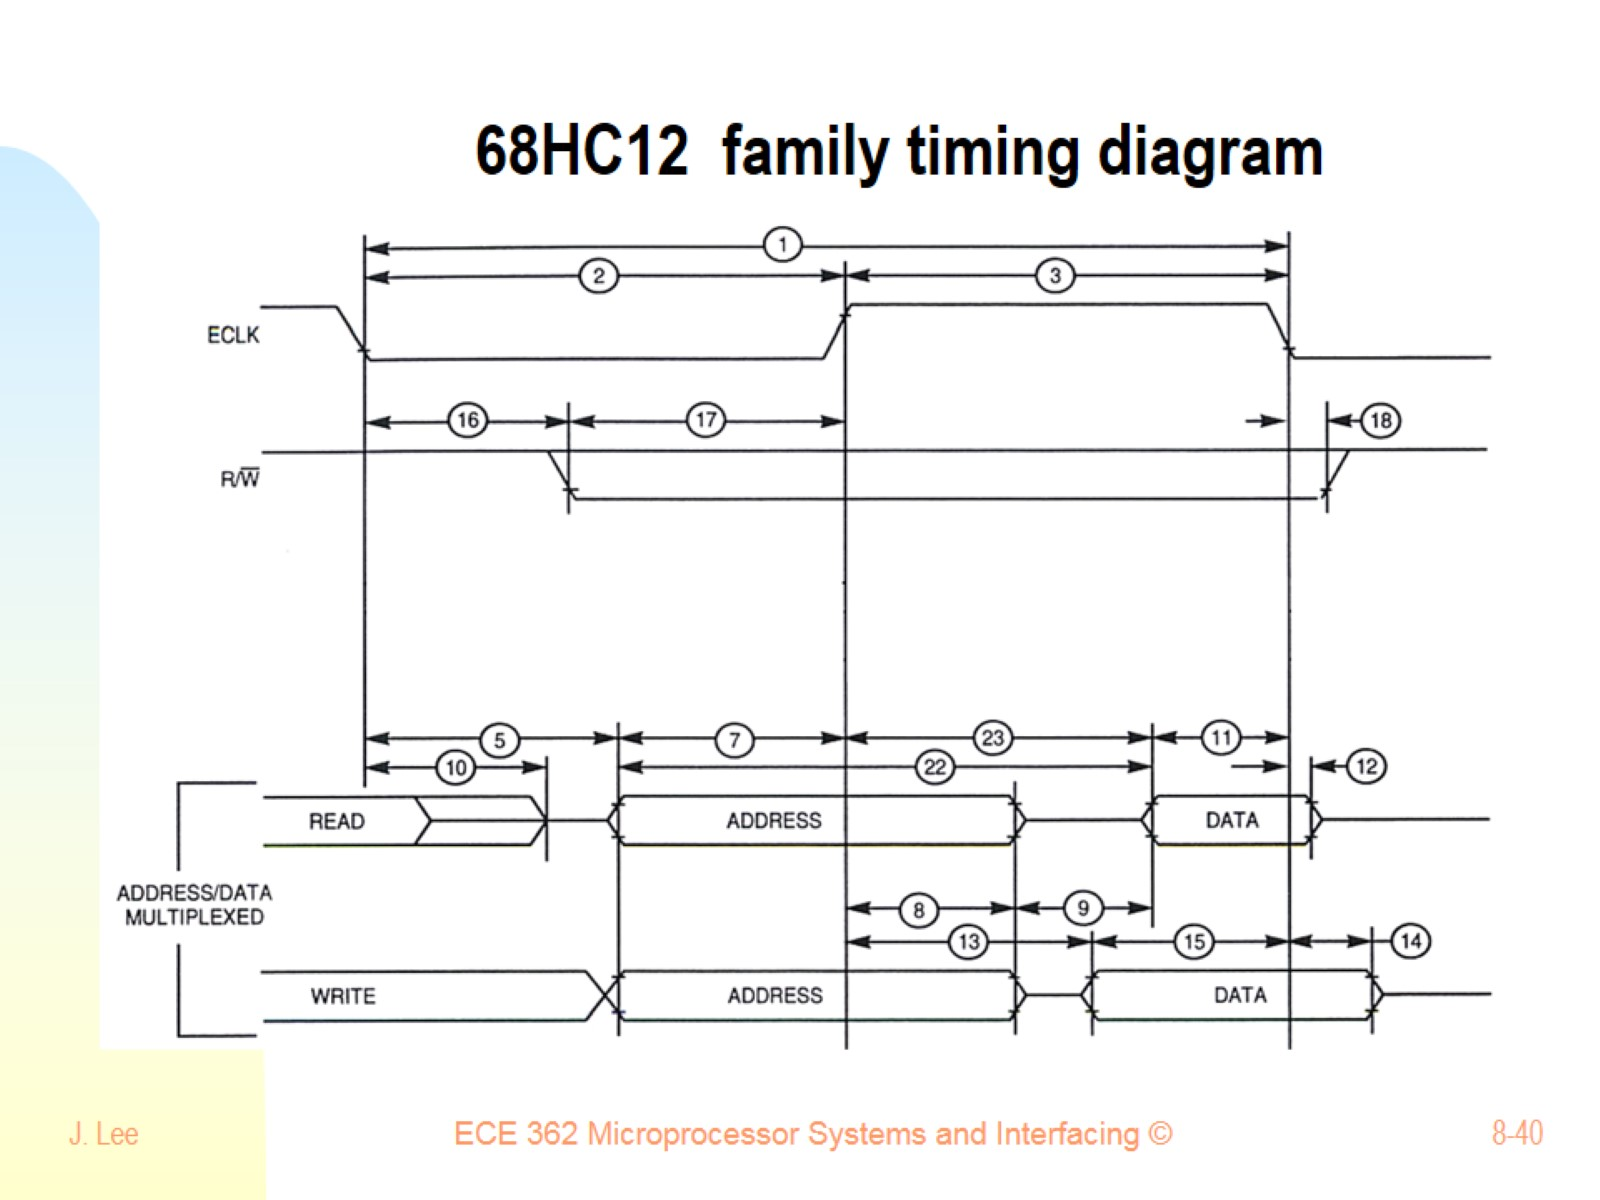 68HC12 family timing diagram
1
2
3
ECLK
16
17
18
R/W̅
5
7
23
11
10
22
12
READ
ADDRESS
DATA
ADDRESS/DATA
MULTIPLEXED
8
9
13
15
14
WRITE
ADDRESS
DATA
J. Lee
ECE 362 Microprocessor Systems and Interfacing ©
8-40